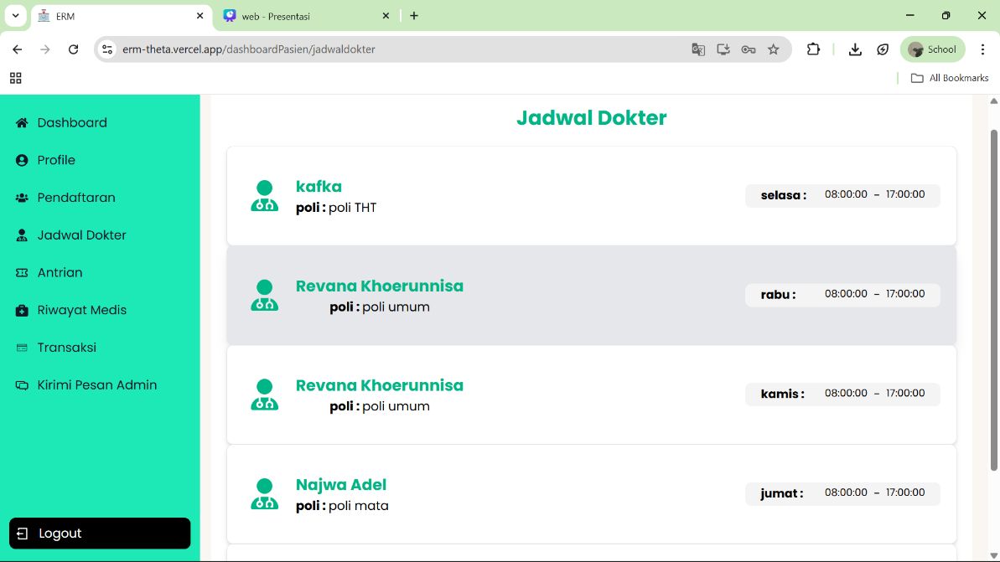 ERM
web - Presentasi
erm-theta.vercel.app/dashboardPasien/jadwaldokter
School
All Bookmarks
Dashboard
Profile
Pendaftaran
Jadwal Dokter
Antrian
Riwayat Medis
Transaksi
Kirimi Pesan Admin
Logout
Jadwal Dokter
kafka
poli : poli THT
selasa : 08:00:00 – 17:00:00
Revana Khoerunnisa
poli : poli umum
rabu : 08:00:00 – 17:00:00
Revana Khoerunnisa
poli : poli umum
kamis : 08:00:00 – 17:00:00
Najwa Adel
poli : poli mata
jumat : 08:00:00 – 17:00:00